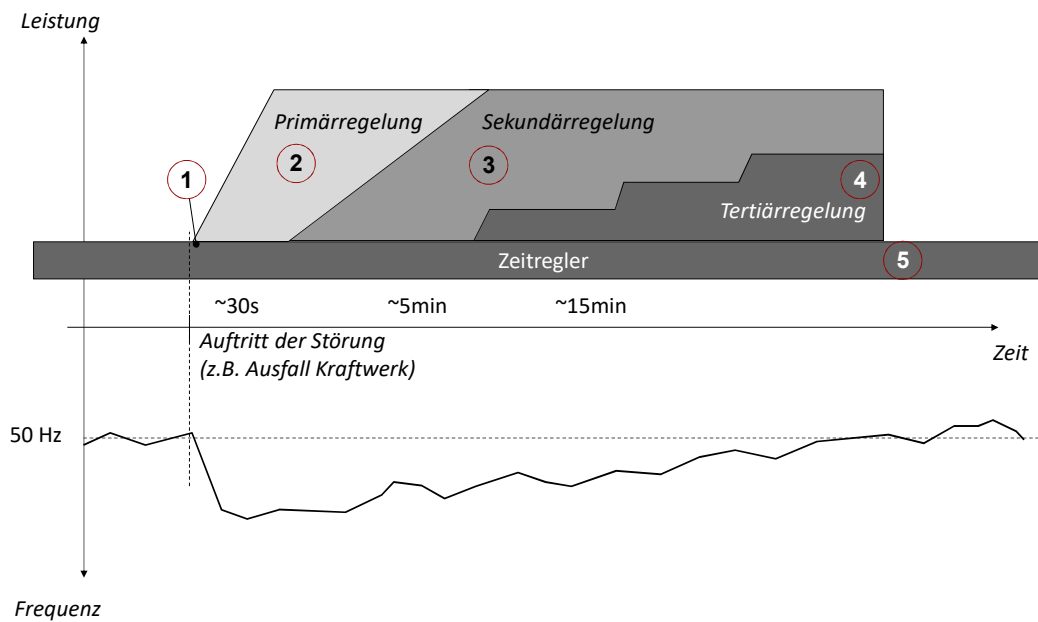 Leistung
Primärregelung
Sekundärregelung
2
3
1
4
Tertiärregelung
Zeitregler
5
~30s
~5min
~15min
Auftritt der Störung
(z.B. Ausfall Kraftwerk)
Zeit
50 Hz
Frequenz